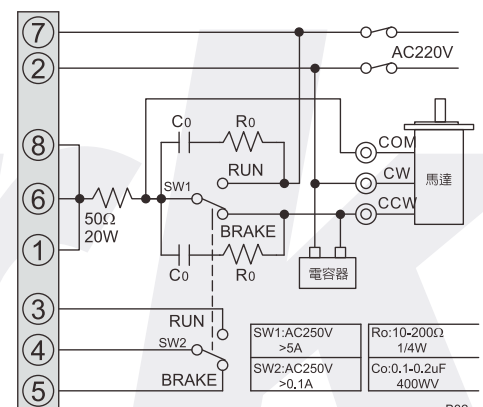 ⑦
AC220V
②
C0 R0
⑧
COM
RUN
CW
馬達
⑥
SW1
CCW
50Ω
20W
BRAKE
①
C0 R0
電容器
③
RUN
SW1:AC250V
>5A
Ro:10-200Ω
1/4W
④
SW2
SW2:AC250V
>0.1A
Co:0.1-0.2uF
400WV
BRAKE
⑤